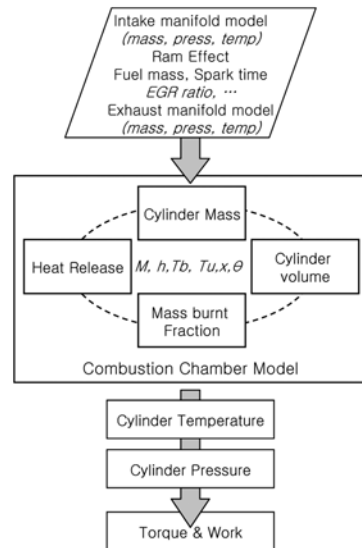 Intake manifold model
(mass, press, temp)
Ram Effect
Fuel mass, Spark time
EGR ratio, ···
Exhaust manifold model
(mass, press, temp)
Cylinder Mass
Heat Release
M, h,Tb, Tu,x,Θ
Cylinder
volume
Mass burnt
Fraction
Combustion Chamber Model
Cylinder Temperature
Cylinder Pressure
Torque & Work